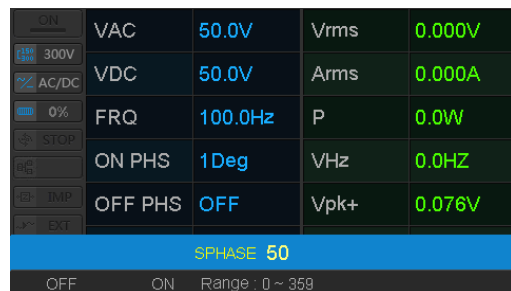 ON
150 300 300V
AC/DC
0%
STOP
IMP
EXT
VAC 50.0V Vrms 0.000V
VDC 50.0V Arms 0.000A
FRQ 100.0Hz P 0.0W
ON PHS 1Deg VHz 0.0HZ
OFF PHS OFF Vpk+ 0.076V
SPHASE 50
OFF ON Range : 0 ~ 359